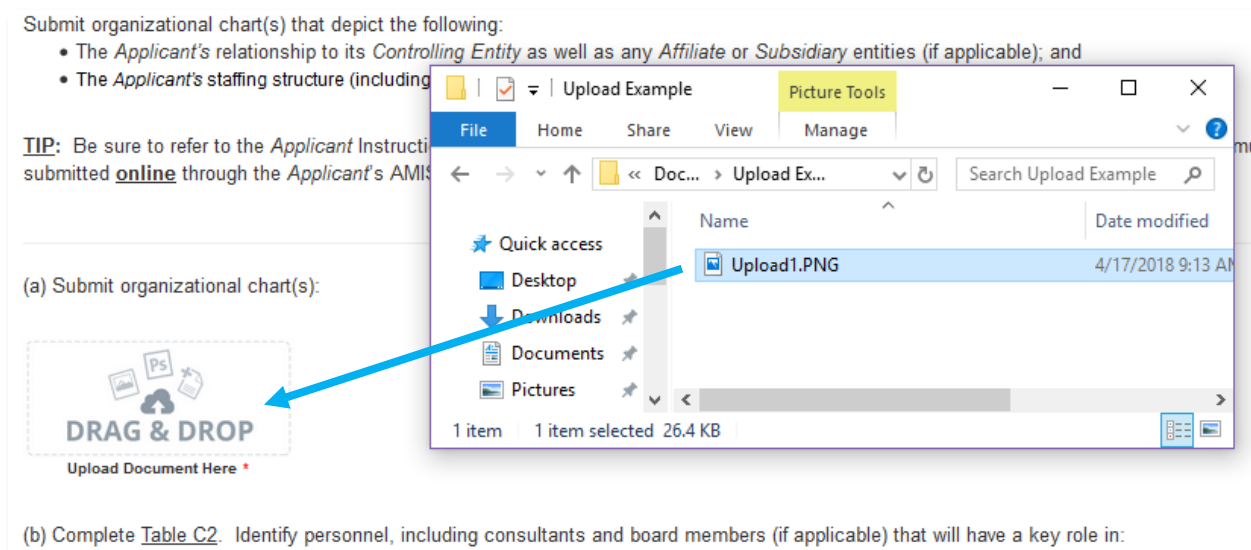 Submit organizational chart(s) that depict the following:
• The Applicant's relationship to its Controlling Entity as well as any Affiliate or Subsidiary entities (if applicable); and
• The Applicant's staffing structure (including
TIP: Be sure to refer to the Applicant Instructi
submitted online through the Applicant's AMIS
Upload Example
Picture Tools
File Home Share View Manage
« Doc... › Upload Ex...
Search Upload Example
Name
Date modified
Quick access
Desktop
Downloads
Documents
Pictures
Upload1.PNG
4/17/2018 9:13 AM
1 item 1 item selected 26.4 KB
(a) Submit organizational chart(s):
Ps
DRAG & DROP
Upload Document Here *
(b) Complete Table C2. Identify personnel, including consultants and board members (if applicable) that will have a key role in: